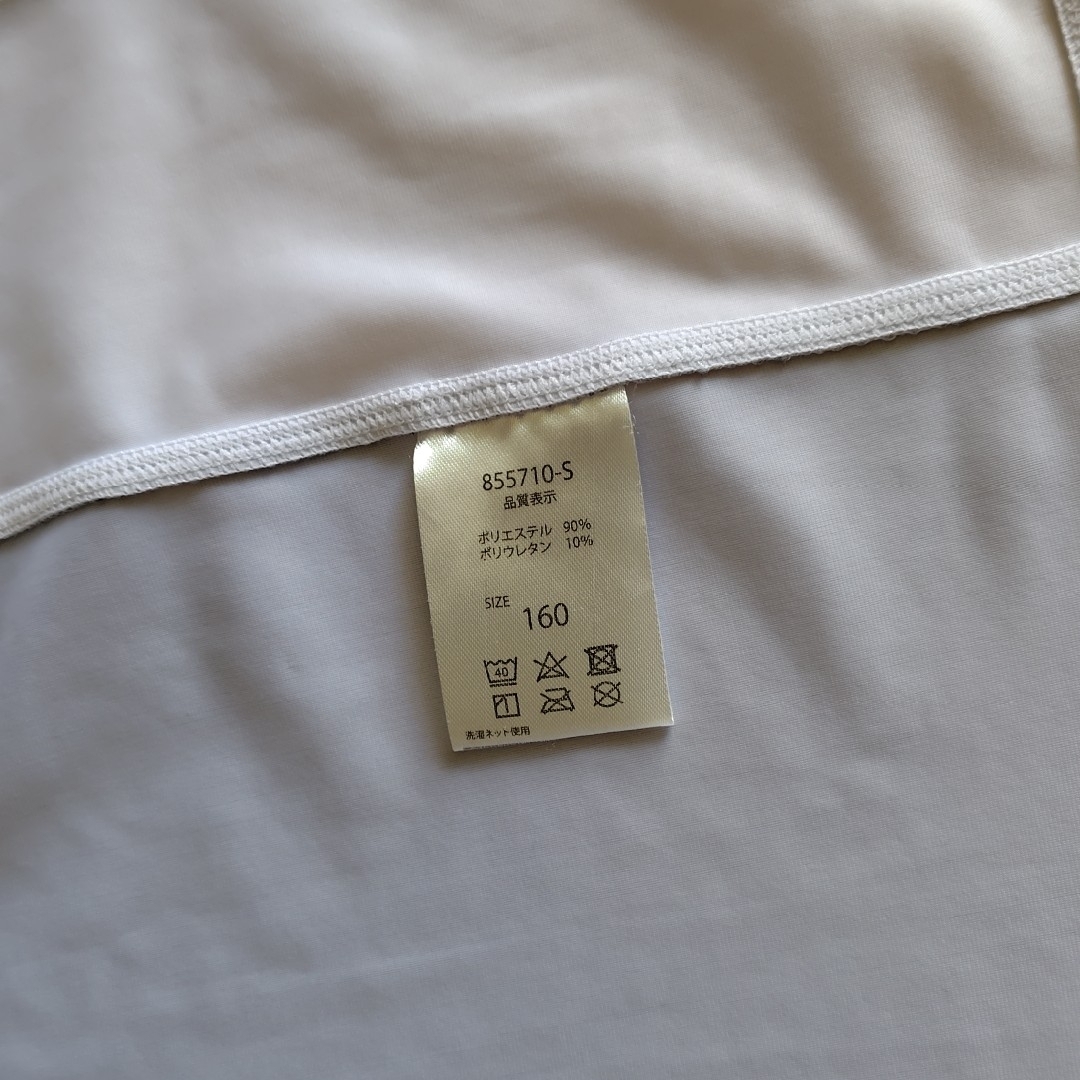 855710-S
品質表示
ポリエステル 90%
ポリウレタン 10%
SIZE 160
40
洗濯ネット使用